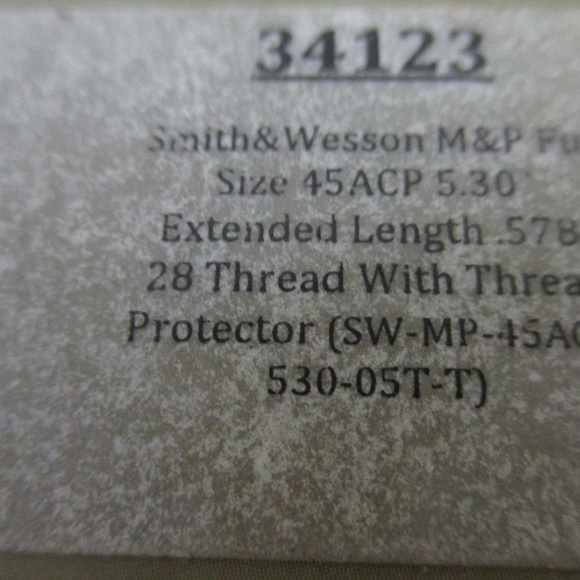 34123
Smith&Wesson M&P Fu
Size 45ACP 5.30"
Extended Length .578
28 Thread With Threa
Protector (SW-MP-45AC
530-05T-T)